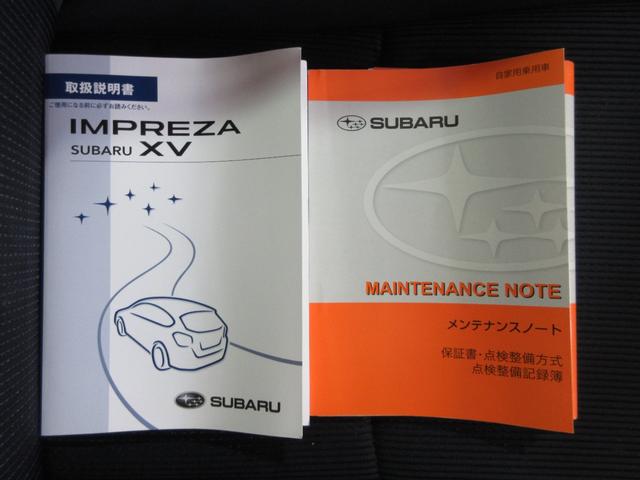 取扱説明書
ご使用になる前に必ずお読みください。
IMPREZA
SUBARU XV
SUBARU
自家用乗用車
SUBARU
MAINTENANCE NOTE
メンテナンスノート
保証書・点検整備方式
点検整備記録簿